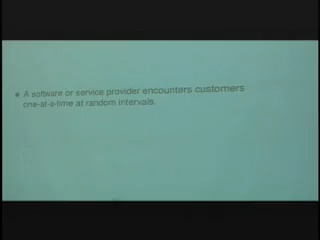 A software or service provider encounters customers
one-at-a-time at random intervals.